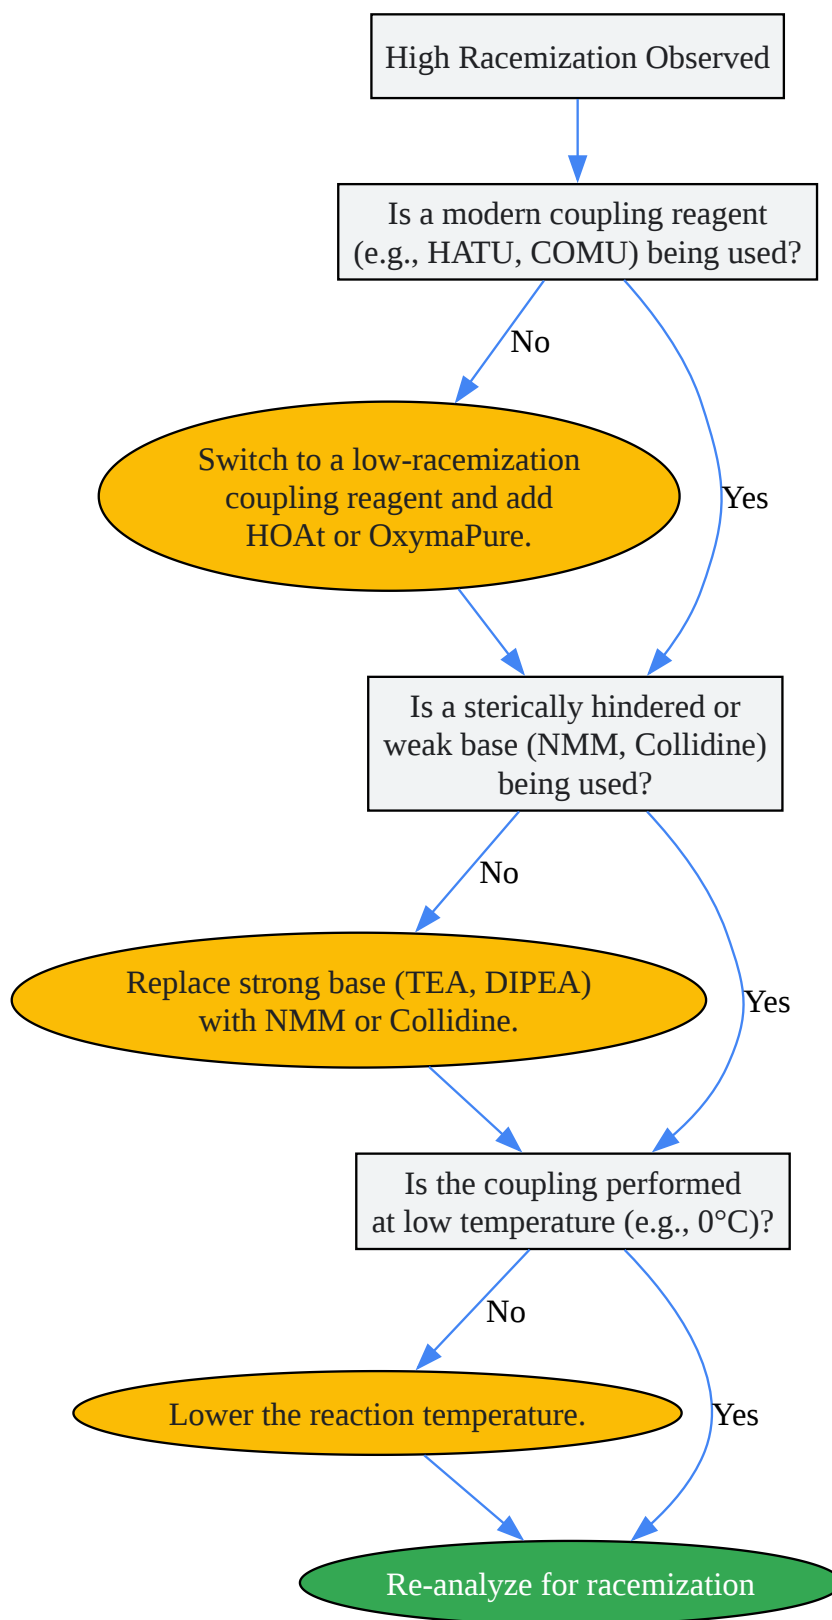 High Racemization Observed
Is a modern coupling reagent
(e.g., HATU, COMU) being used?
No
Switch to a low-racemization
coupling reagent and add
HOAt or OxymaPure.
Yes
Is a sterically hindered or
weak base (NMM, Collidine)
being used?
No
Replace strong base (TEA, DIPEA)
with NMM or Collidine.
Yes
Is the coupling performed
at low temperature (e.g., 0°C)?
No
Lower the reaction temperature.
Yes
Re-analyze for racemization